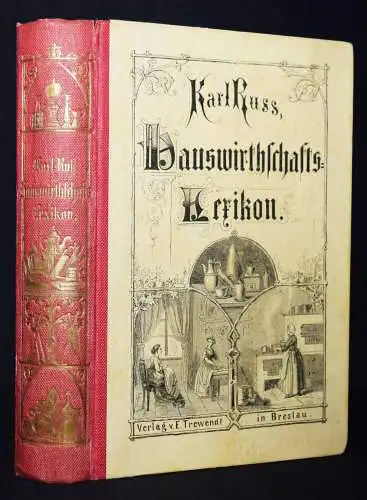 Karl Ruß,
Hauswirthschafts=
Lexikon.
Karl Russ,
Hauswirthschafts=
Lexikon.
Verlag v. E. Trewendt in Breslau.